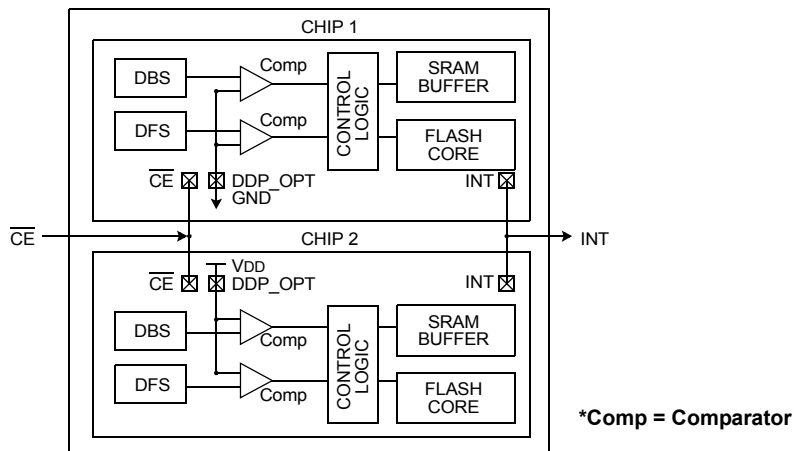 CHIP 1
DBS
Comp
CONTROL
LOGIC
SRAM
BUFFER
DFS
Comp
FLASH
CORE
CE
DDP_OPT
GND
INT
CE
CHIP 2
INT
VDD
CE
DDP_OPT
INT
DBS
Comp
CONTROL
LOGIC
SRAM
BUFFER
DFS
Comp
FLASH
CORE
*Comp = Comparator